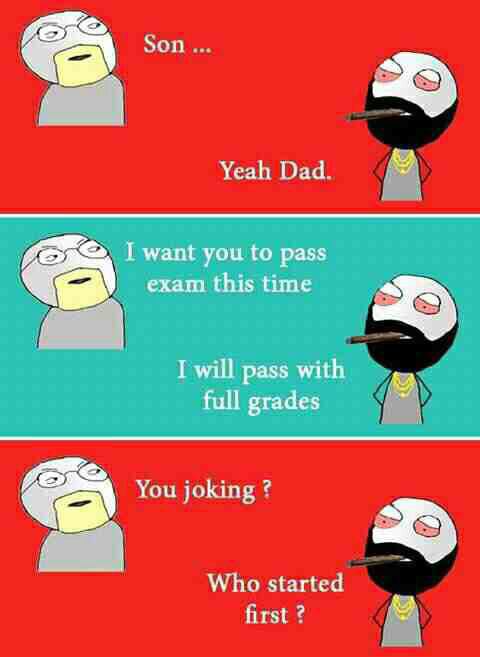 Son ...
Yeah Dad.
I want you to pass
exam this time
I will pass with
full grades
You joking ?
Who started
first ?